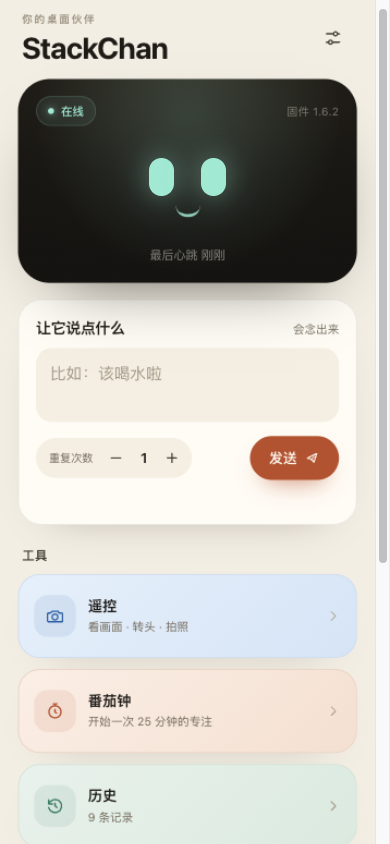 你的桌面伙伴
StackChan
在线
固件 1.6.2
最后心跳 刚刚
让它说点什么
会念出来
比如：该喝水啦
重复次数 − 1 +
发送
工具
遥控
看画面 · 转头 · 拍照
番茄钟
开始一次 25 分钟的专注
历史
9 条记录